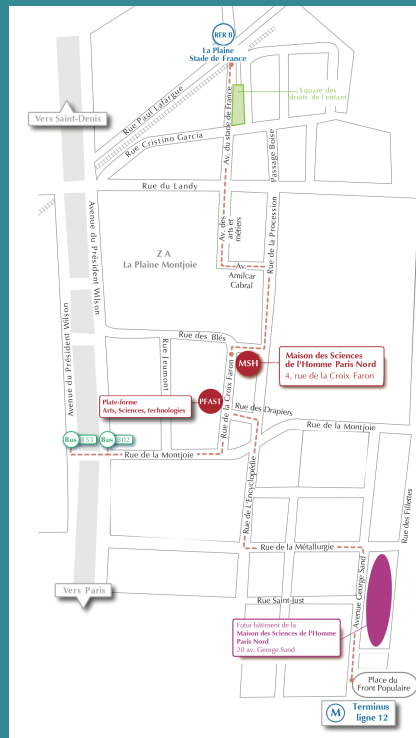 RER B
La Plaine
Stade de France
Square des
droits de l'enfant
Rue Paul Lafargue
Vers Saint-Denis
Av. du stade de France
Rue Cristino Garcia
Passage Boise
Rue du Landy
Avenue du Président Wilson
Av. des
arts et
métiers
Rue de la Procession
Z A
La Plaine Montjoie
Av.
Amilcar
Cabral
Avenue du Président Wilson
Rue des Blés
Rue Jeumont
MSH
Maison des Sciences
de l'Homme Paris Nord
4, rue de la Croix Faron
Rue de la Croix Faron
Plate-forme
Arts, Sciences, technologies
PFAST
Rue des Drapiers
Rue de la Montjoie
Bus 153
Bus 302
Rue de la Montjoie
Rue de L'Encyclopédie
Rue des Fillettes
Rue de la Métallurgie
Avenue George Sand
Vers Paris
Rue Saint-Just
Futur bâtiment de la
Maison des Sciences de l'Homme
Paris Nord
20 av. George Sand
Place du
Front Populaire
M
Terminus
ligne 12